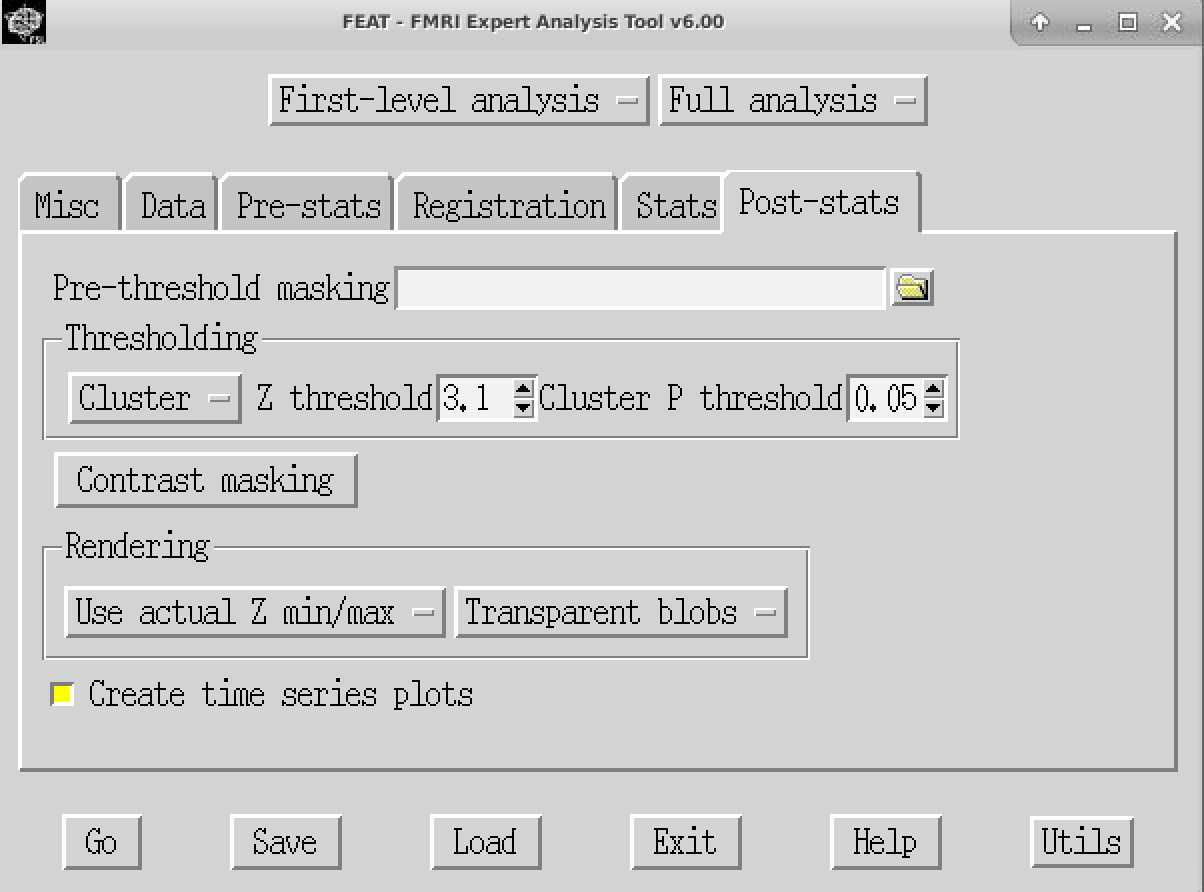 FEAT - FMRI Expert Analysis Tool v6.00
First-level analysis Full analysis
Misc Data Pre-stats Registration Stats Post-stats
Pre-threshold masking
Thresholding
Cluster Z threshold 3.1 Cluster P threshold 0.05
Contrast masking
Rendering
Use actual Z min/max Transparent blobs
Create time series plots
Go Save Load Exit Help Utils